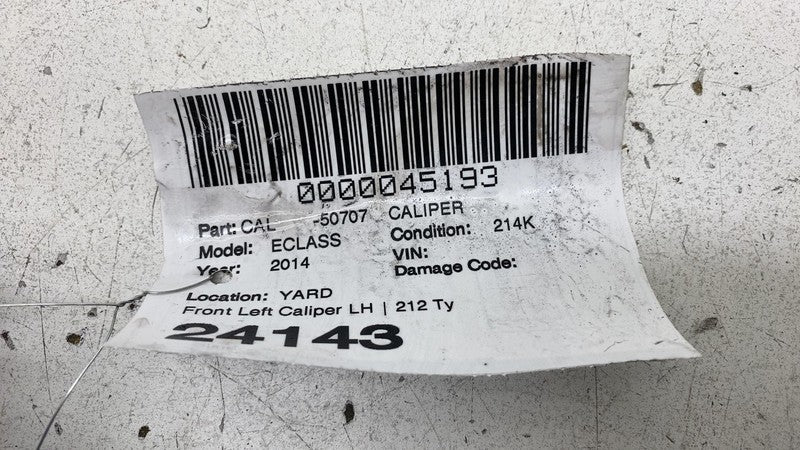 0000045193
Part: CAL -50707 CALIPER
Model: ECLASS Condition: 214K
Year: 2014 VIN:
Damage Code:
Location: YARD
Front Left Caliper LH | 212 Ty
24143